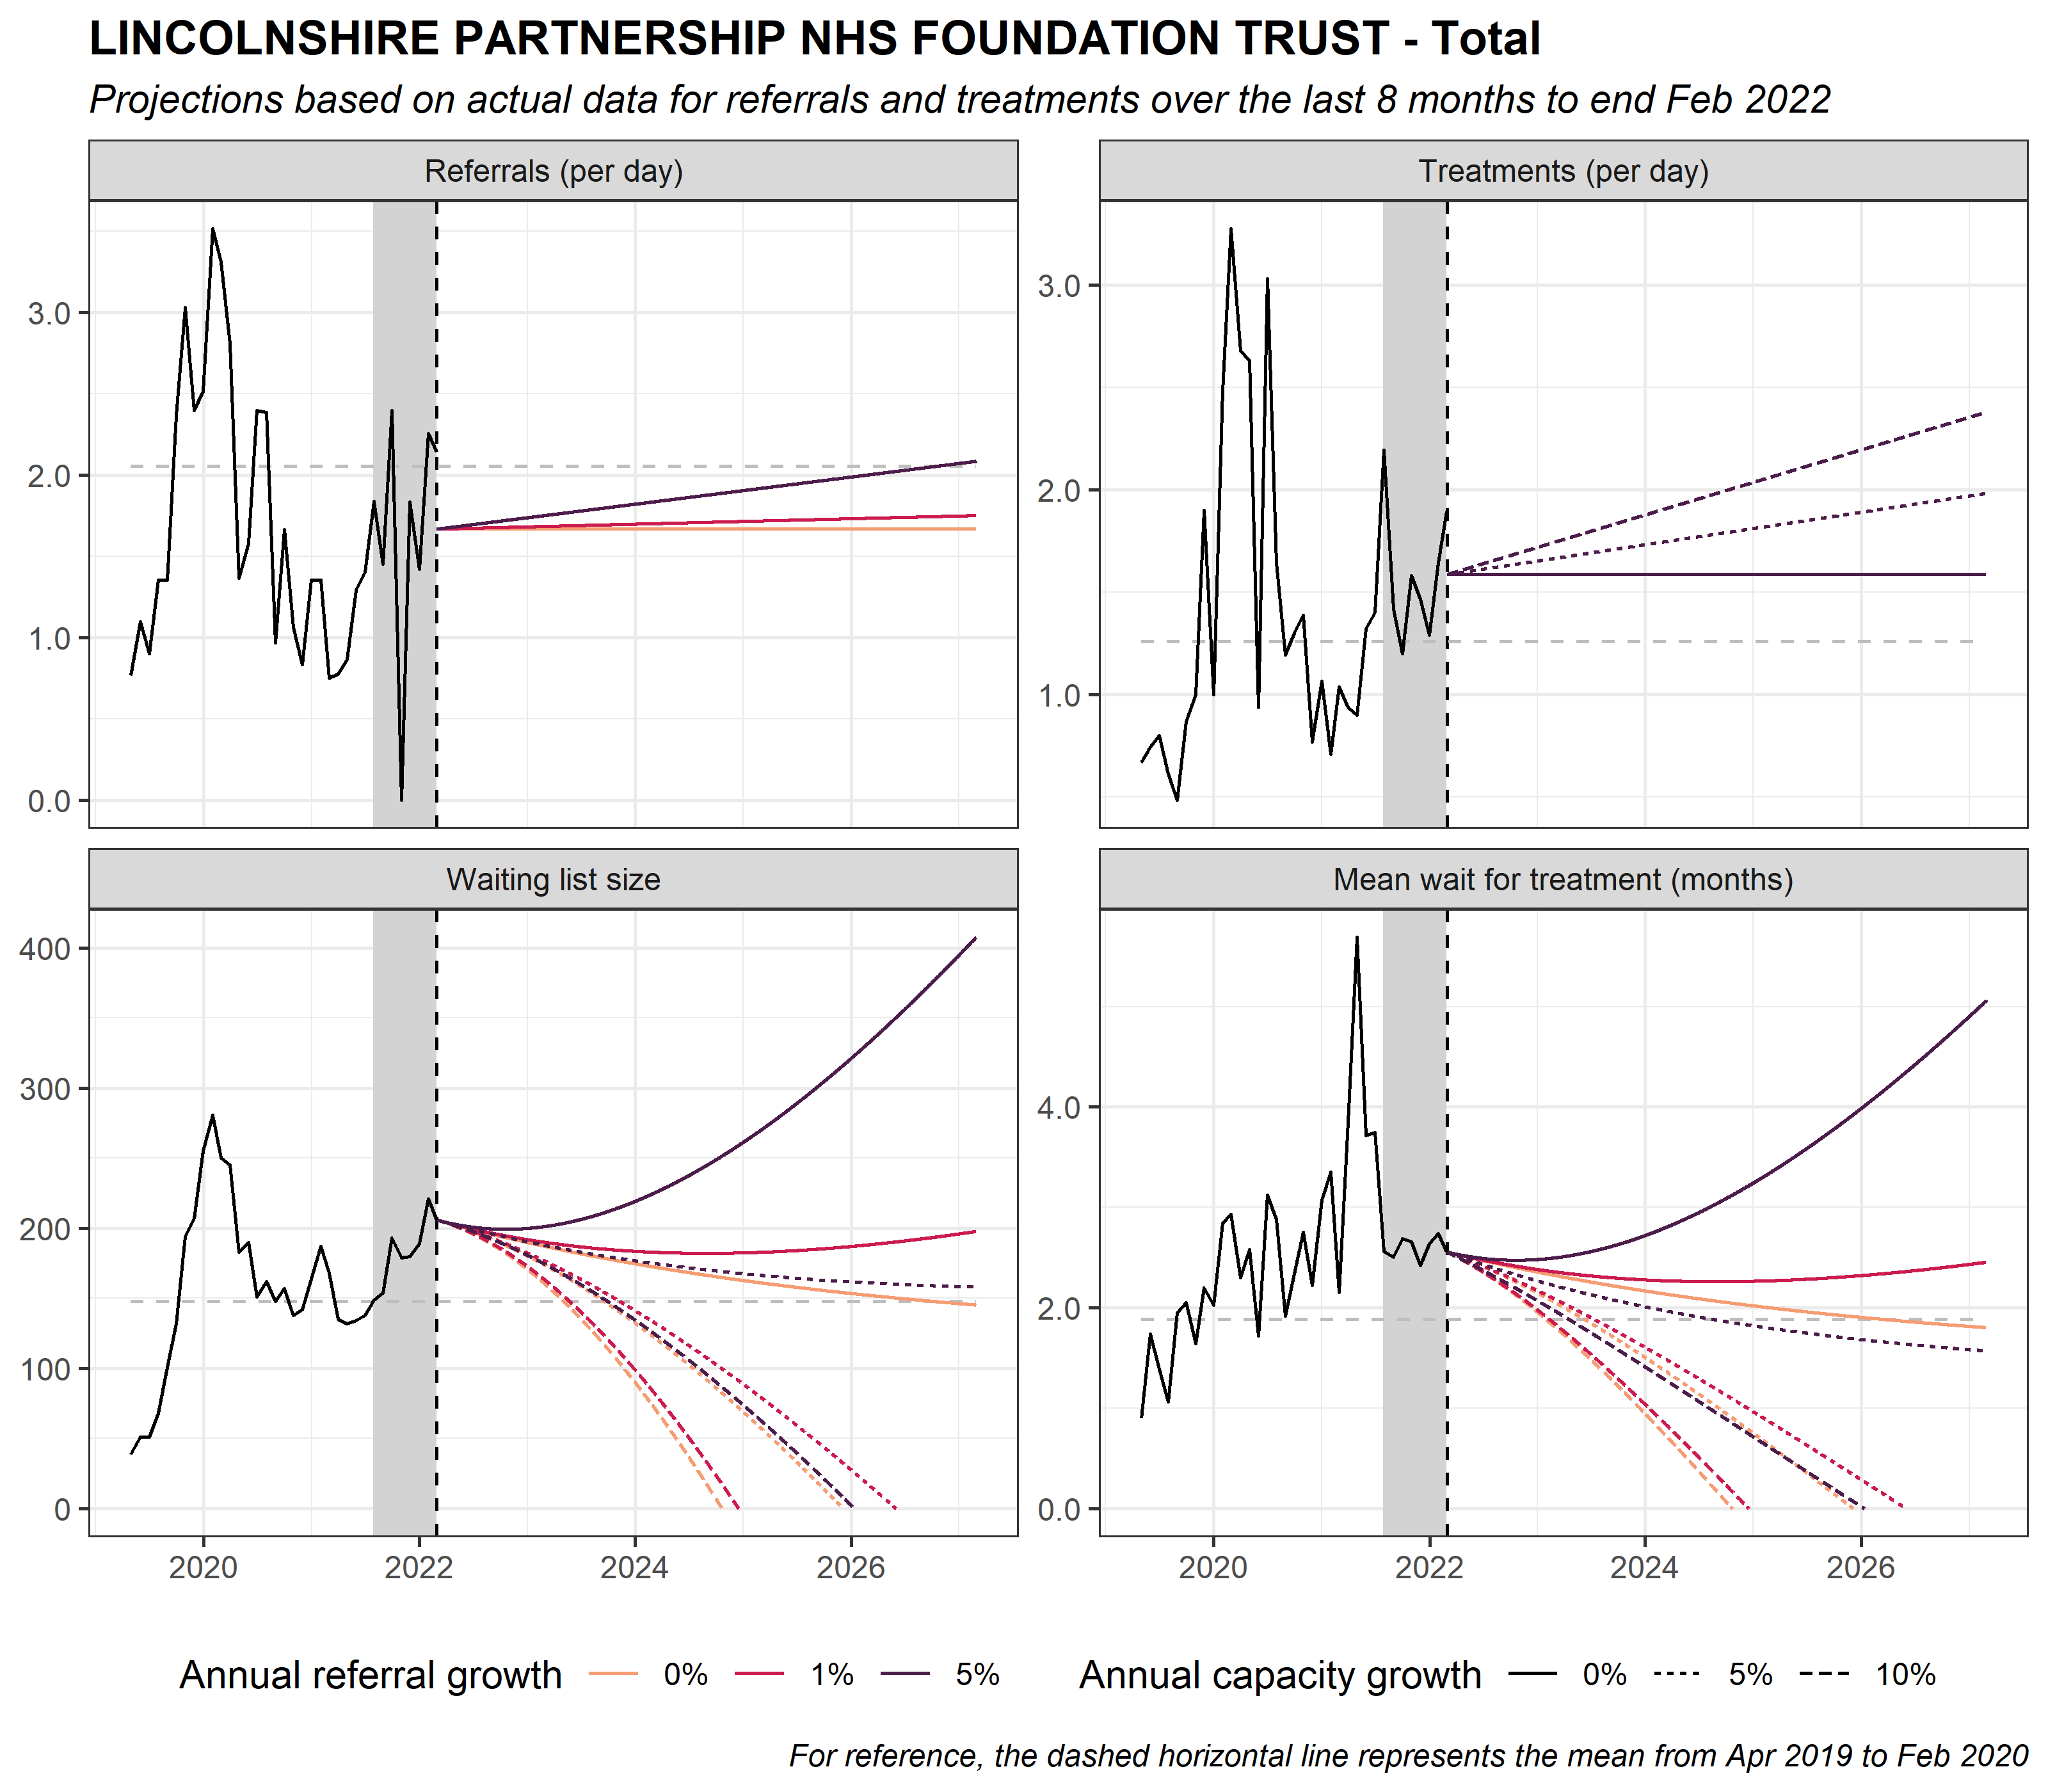 LINCOLNSHIRE PARTNERSHIP NHS FOUNDATION TRUST - Total
Projections based on actual data for referrals and treatments over the last 8 months to end Feb 2022
Referrals (per day)
3.0
2.0
1.0
0.0
Treatments (per day)
3.0
2.0
1.0
Waiting list size
400
300
200
100
0
2020 2022 2024 2026
Mean wait for treatment (months)
4.0
2.0
0.0
2020 2022 2024 2026
Annual referral growth 0% 1% 5%
Annual capacity growth 0% 5% 10%
For reference, the dashed horizontal line represents the mean from Apr 2019 to Feb 2020